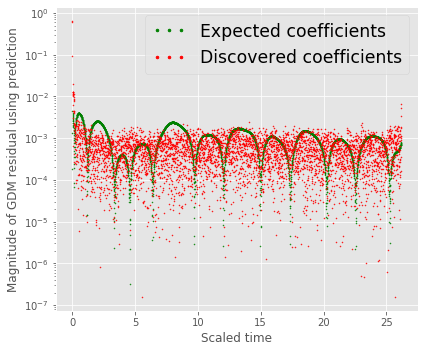 Expected coefficients
Discovered coefficients
Magnitude of GDM residual using prediction
10⁰
10⁻¹
10⁻²
10⁻³
10⁻⁴
10⁻⁵
10⁻⁶
10⁻⁷
0 5 10 15 20 25
Scaled time